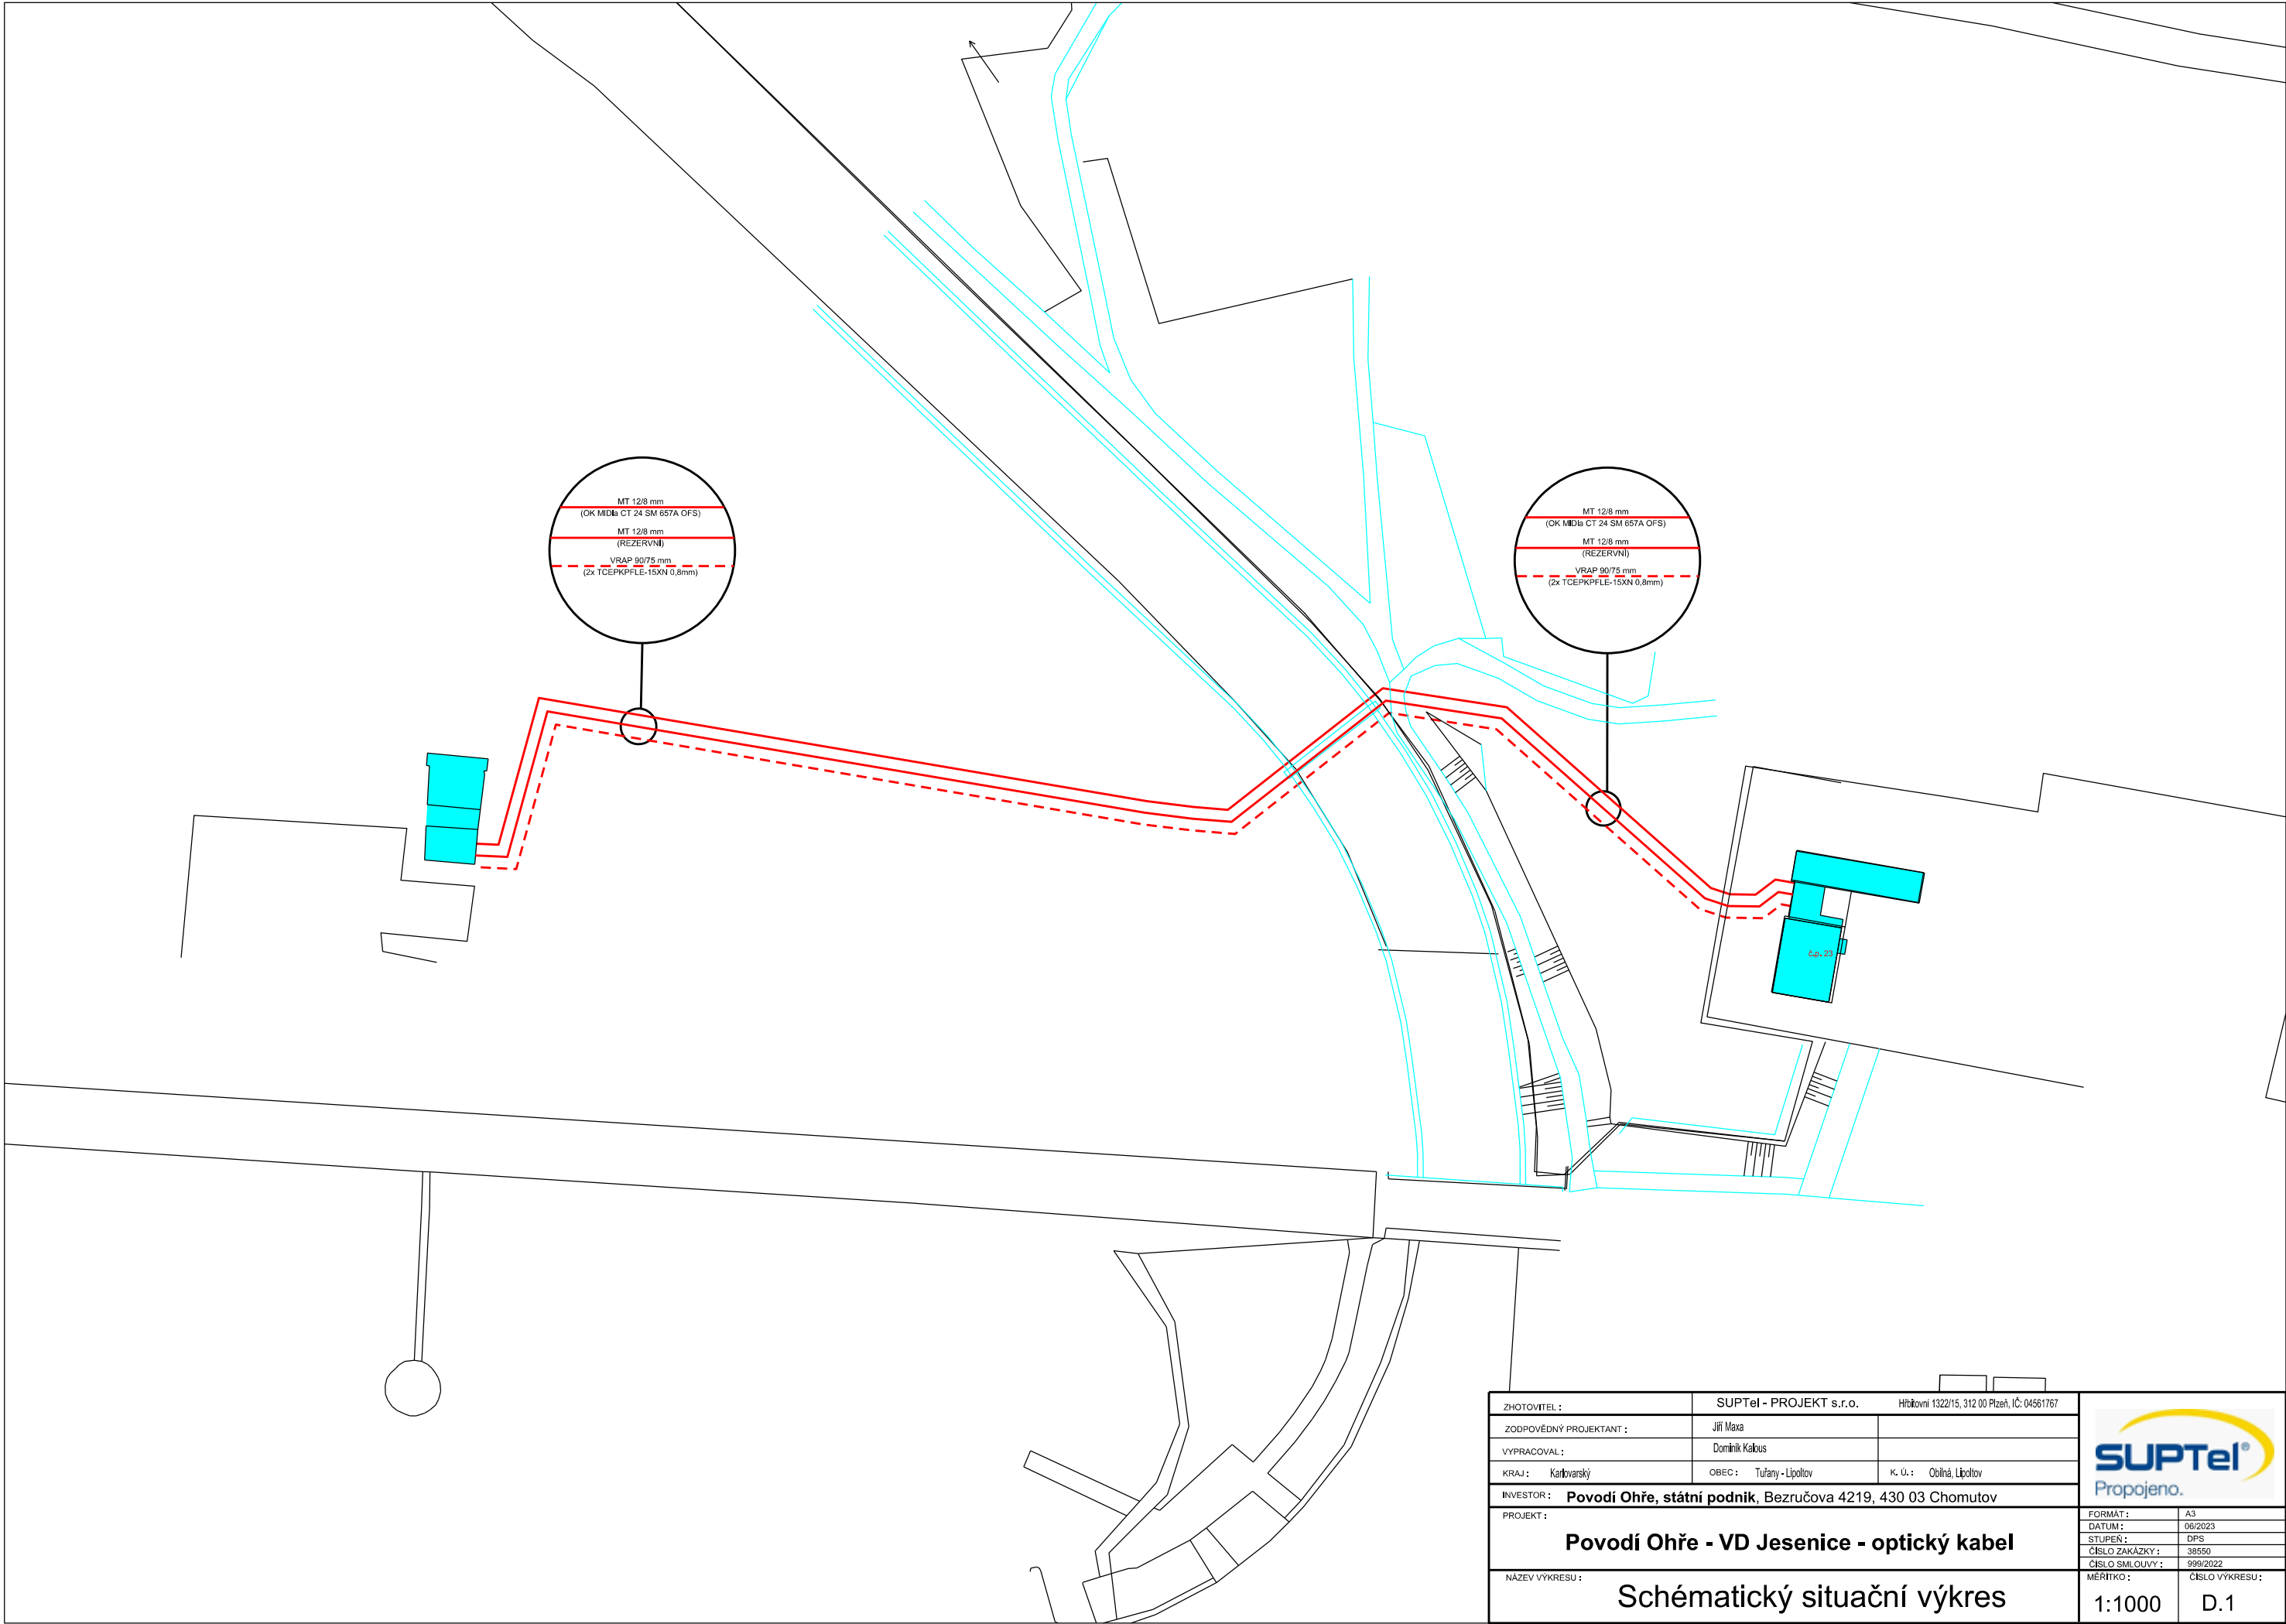 MT 12/8 mm
(OK MIDIa CT 24 SM 657A OFS)
MT 12/8 mm
(REZERVNÍ)
VRAP 90/75 mm
(2x TCEPKPFLE-15XN 0,8mm)
MT 12/8 mm
(OK MIDIa CT 24 SM 657A OFS)
MT 12/8 mm
(REZERVNÍ)
VRAP 90/75 mm
(2x TCEPKPFLE-15XN 0,8mm)
č.p. 23
ZHOTOVITEL : SUPTel - PROJEKT s.r.o. Hřbitovní 1322/15, 312 00 Plzeň, IČ: 04561767
ZODPOVĚDNÝ PROJEKTANT : Jiří Maxa
VYPRACOVAL : Dominik Kalous
KRAJ : Karlovarský OBEC : Tuřany - Lipoltov K. Ú. : Obilná, Lipoltov
INVESTOR : Povodí Ohře, státní podnik, Bezručova 4219, 430 03 Chomutov
PROJEKT :
Povodí Ohře - VD Jesenice - optický kabel
NÁZEV VÝKRESU :
Schématický situační výkres
SUPTel®
Propojeno.
FORMÁT : A3
DATUM : 06/2023
STUPEŇ : DPS
ČÍSLO ZAKÁZKY : 38550
ČÍSLO SMLOUVY : 999/2022
MĚŘÍTKO : ČÍSLO VÝKRESU :
1:1000 D.1